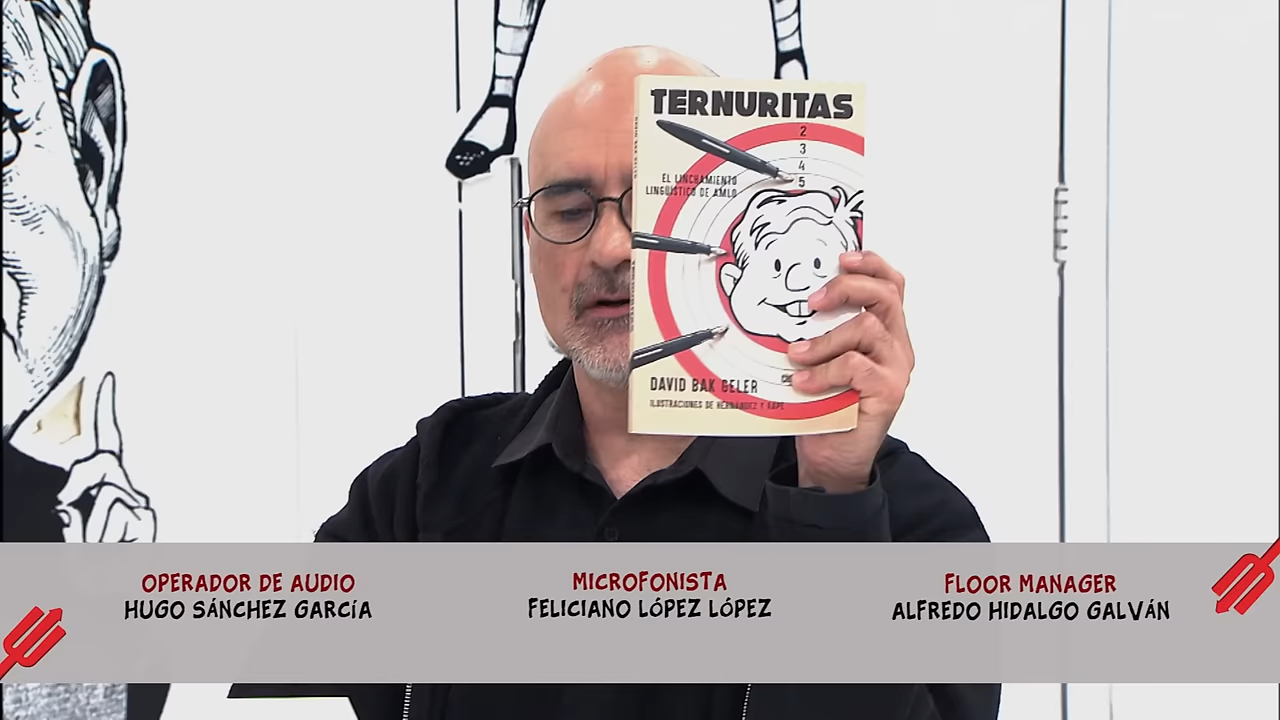 TERNURITAS
2
3
4
5
EL LINCHAMIENTO
LINGÜÍSTICO DE AMLO
DAVID BAK GELER
ILUSTRACIONES DE HERNÁNDEZ Y RAPÉ
OPERADOR DE AUDIO
HUGO SÁNCHEZ GARCÍA
MICROFONISTA
FELICIANO LÓPEZ LÓPEZ
FLOOR MANAGER
ALFREDO HIDALGO GALVÁN